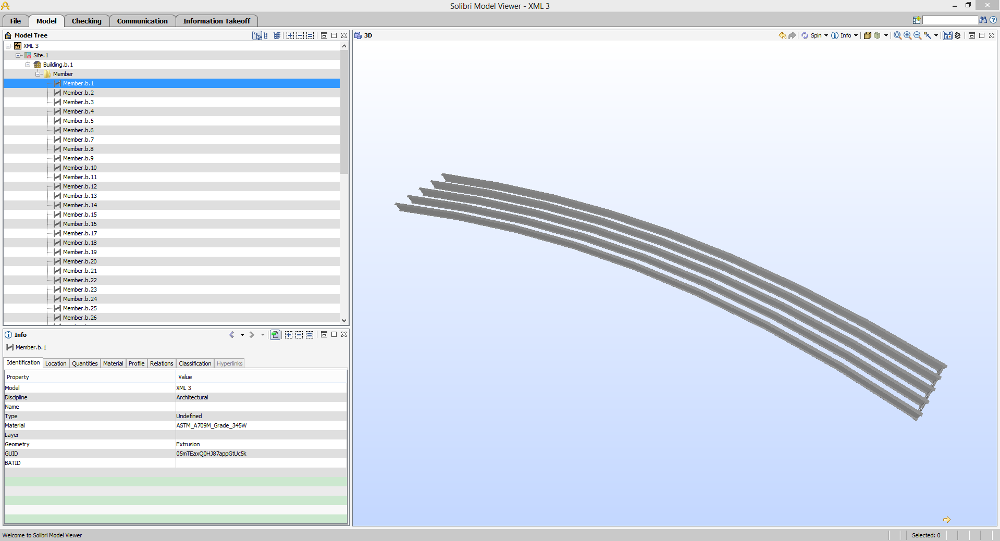 Solibri Model Viewer - XML 3
File Model Checking Communication Information Takeoff
Model Tree
XML 3
Site.1
Building.b.1
Member
Member.b.1
Member.b.2
Member.b.3
Member.b.4
Member.b.5
Member.b.6
Member.b.7
Member.b.8
Member.b.9
Member.b.10
Member.b.11
Member.b.12
Member.b.13
Member.b.14
Member.b.15
Member.b.16
Member.b.17
Member.b.18
Member.b.19
Member.b.20
Member.b.21
Member.b.22
Member.b.23
Member.b.24
Member.b.25
Member.b.26
3D
Spin Info
Info
Member.b.1
Identification Location Quantities Material Profile Relations Classification Hyperlinks
Property Value
Model XML 3
Discipline Architectural
Name
Type Undefined
Material ASTM_A709M_Grade_345W
Layer
Geometry Extrusion
GUID 05mTEaxQ0HJ87appGtUc5k
BATID
Welcome to Solibri Model Viewer
Selected: 0